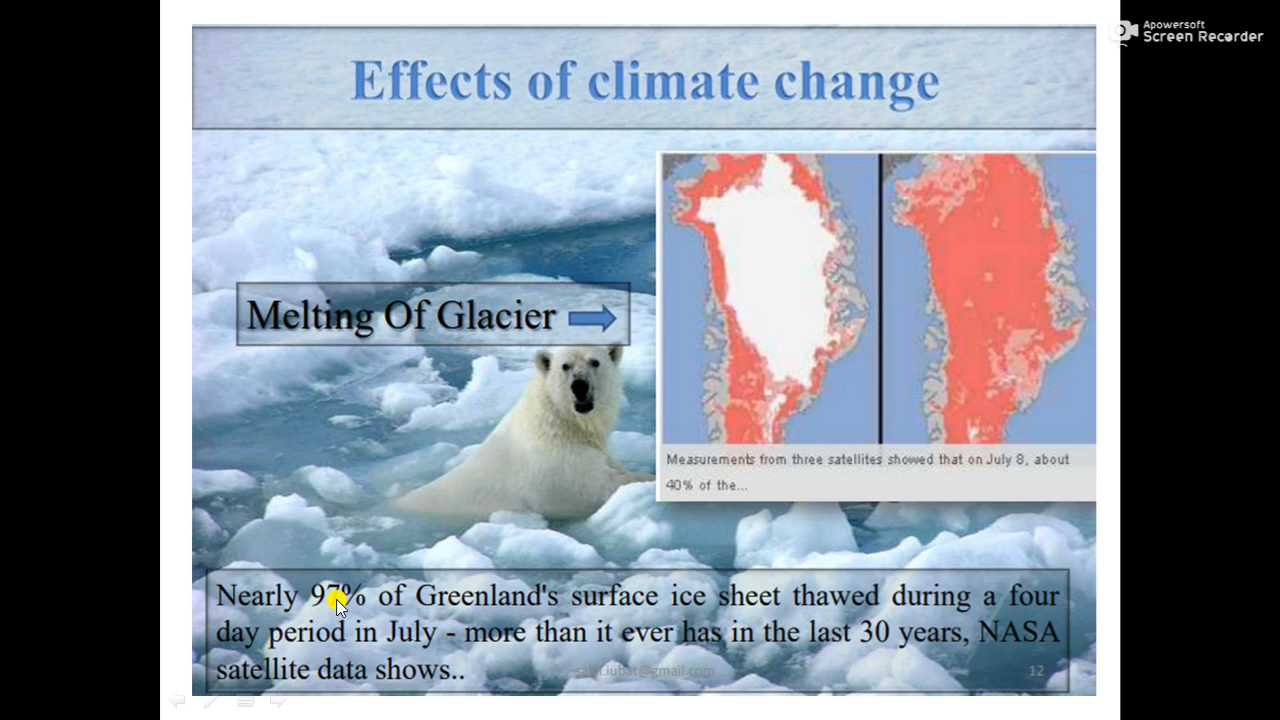 Apowersoft
Screen Recorder
Effects of climate change
Melting Of Glacier
Measurements from three satellites showed that on July 8, about
40% of the...
Nearly 97% of Greenland's surface ice sheet thawed during a four
day period in July - more than it ever has in the last 30 years, NASA
satellite data shows..
12